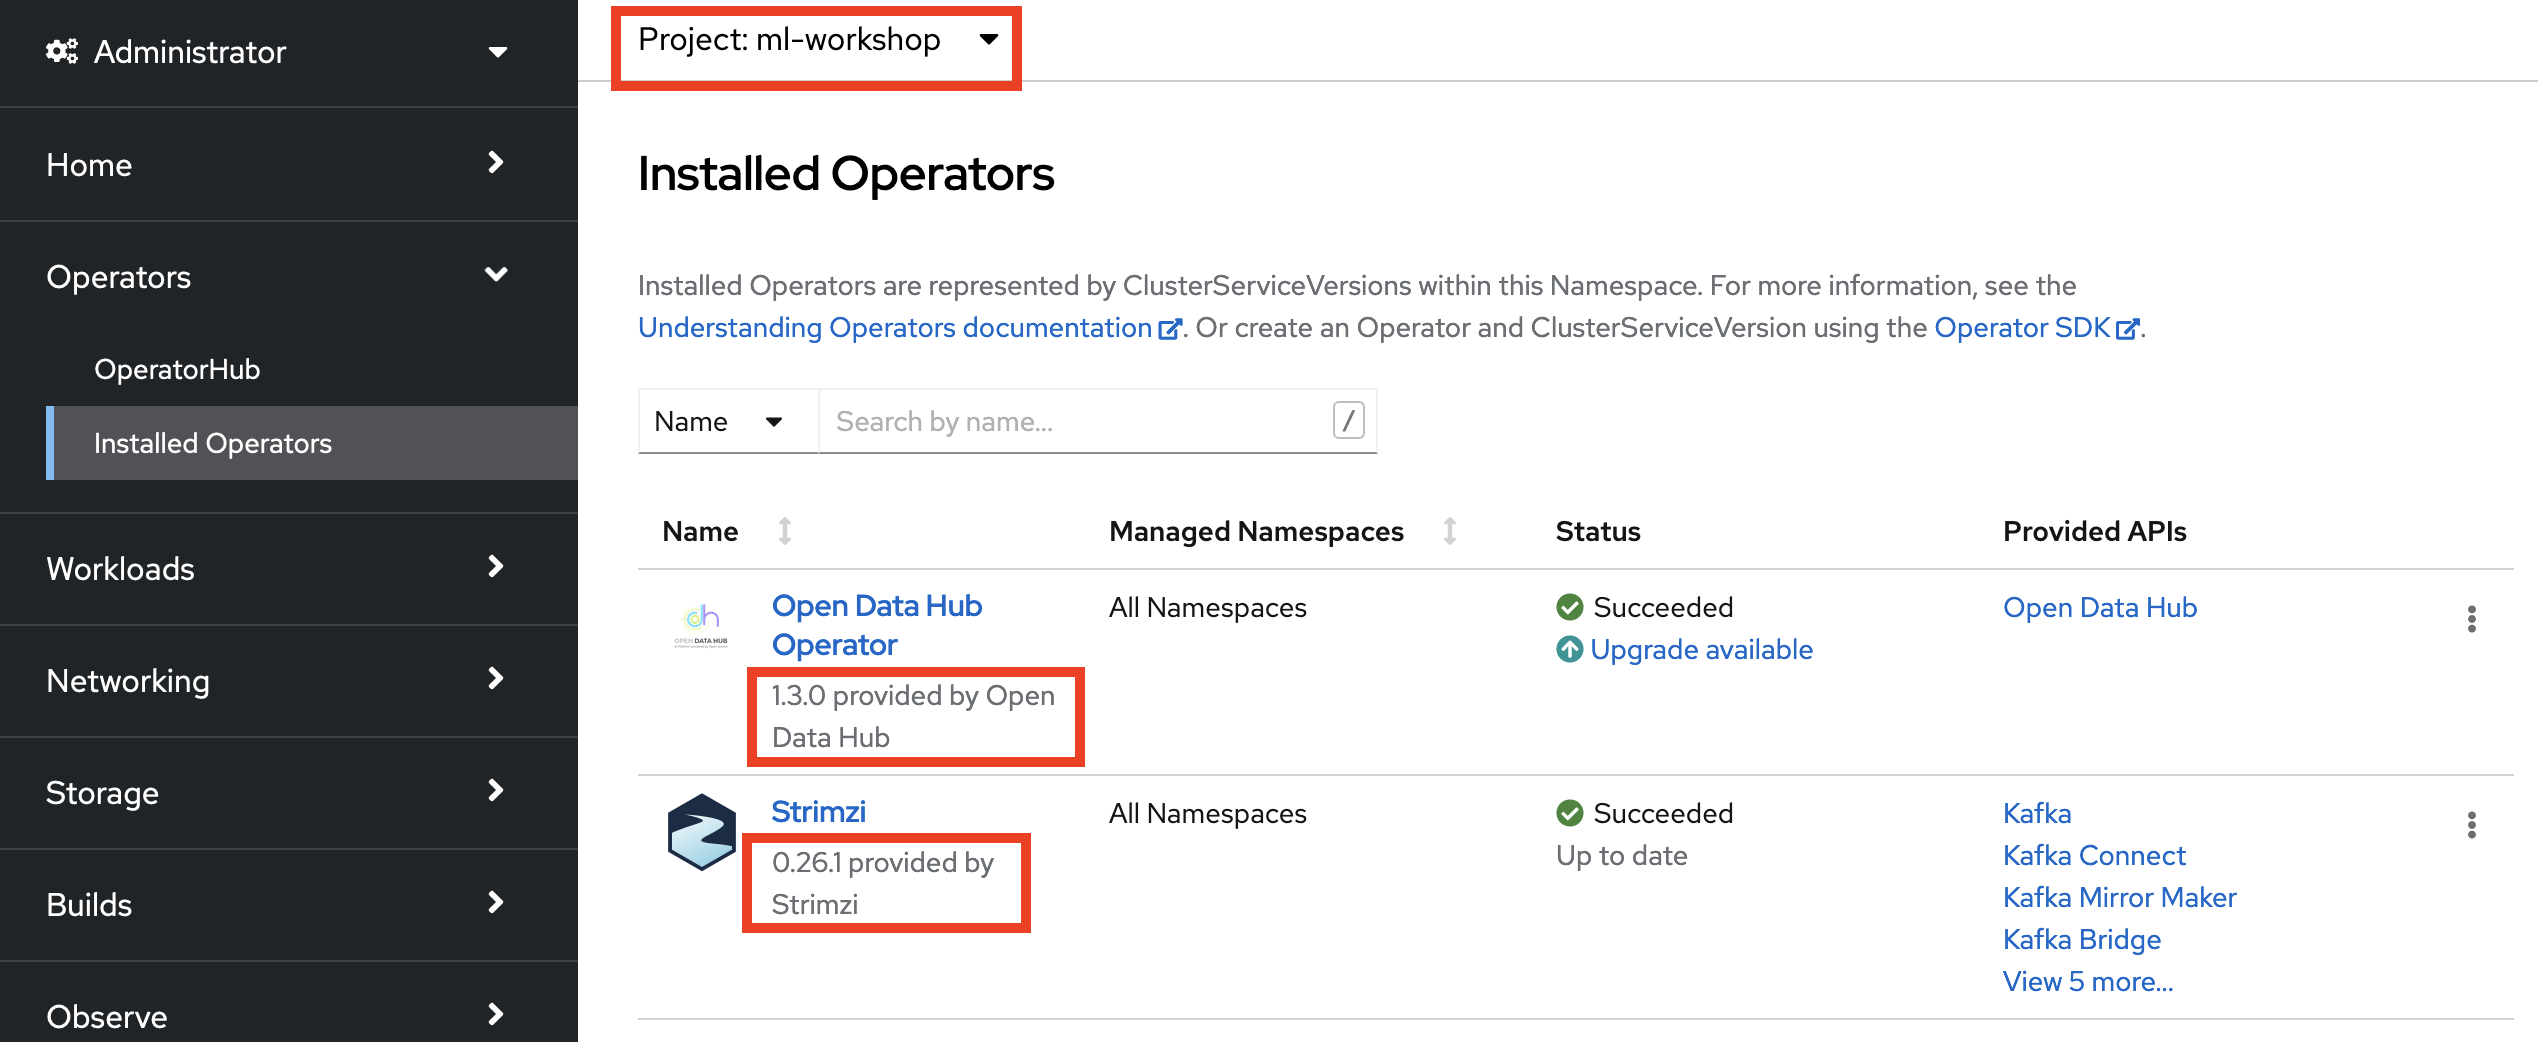 Administrator
Home
Operators
OperatorHub
Installed Operators
Workloads
Networking
Storage
Builds
Observe
Project: ml-workshop
Installed Operators
Installed Operators are represented by ClusterServiceVersions within this Namespace. For more information, see the
Understanding Operators documentation. Or create an Operator and ClusterServiceVersion using the Operator SDK.
Name
Search by name...
/
Name
Managed Namespaces
Status
Provided APIs
OPEN DATA HUB
Open Data Hub
Operator
1.3.0 provided by Open
Data Hub
All Namespaces
Succeeded
Upgrade available
Open Data Hub
Strimzi
0.26.1 provided by
Strimzi
All Namespaces
Succeeded
Up to date
Kafka
Kafka Connect
Kafka Mirror Maker
Kafka Bridge
View 5 more...